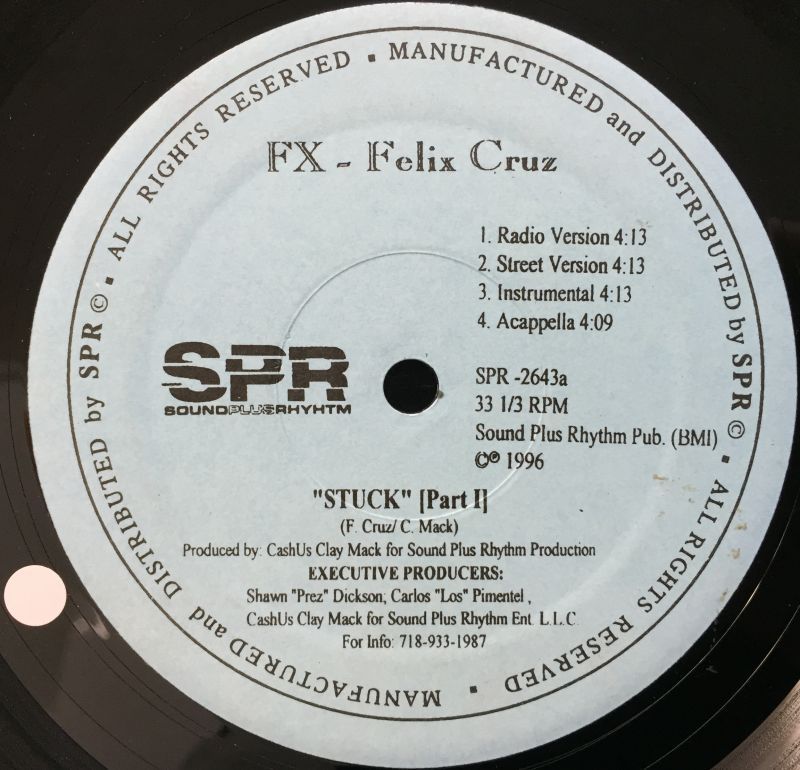 MANUFACTURED and DISTRIBUTED by SPR © ▪ ALL RIGHTS RESERVED ▪ MANUFACTURED and DISTRIBUTED by SPR © ▪ ALL RIGHTS RESERVED ▪
FX - Felix Cruz
1. Radio Version 4:13
2. Street Version 4:13
3. Instrumental 4:13
4. Acappella 4:09
SPR
SOUNDPLUSRHYHTM
SPR -2643a
33 1/3 RPM
Sound Plus Rhythm Pub. (BMI)
©℗ 1996
"STUCK" [Part I]
(F. Cruz/ C. Mack)
Produced by: CashUs Clay Mack for Sound Plus Rhythm Production
EXECUTIVE PRODUCERS:
Shawn "Prez" Dickson, Carlos "Los" Pimentel ,
CashUs Clay Mack for Sound Plus Rhythm Ent. L.L.C.
For Info: 718-933-1987